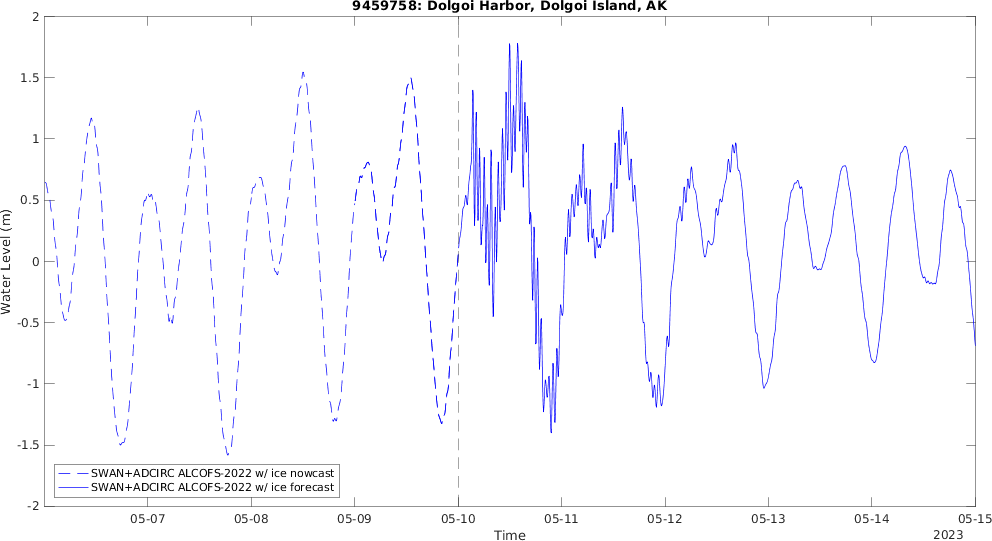 9459758: Dolgoi Harbor, Dolgoi Island, AK
2
1.5
1
0.5
0
-0.5
-1
-1.5
-2
Water Level (m)
SWAN+ADCIRC ALCOFS-2022 w/ ice nowcast
SWAN+ADCIRC ALCOFS-2022 w/ ice forecast
05-07 05-08 05-09 05-10 05-11 05-12 05-13 05-14 05-15
Time
2023